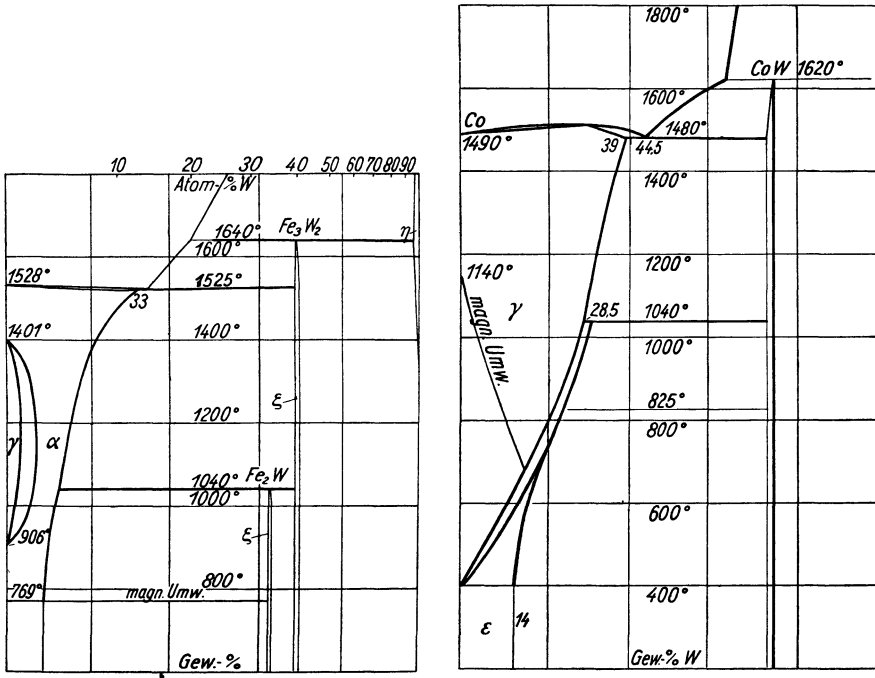 10 20 30 40 50 60 70 80 90
Atom-% W
1640° Fe₃W₂ η
1600°
1528° 1525°
33
1401° 1400°
ξ
1200°
γ α
1040° Fe₂W
1000°
906° ξ
769° 800°
magn. Umw.
Gew.-%
1800°
CoW 1620°
1600°
Co
1490° 1480°
39 44,5
1400°
1200°
1140°
magn. Umw.
γ
28,5 1040°
1000°
825°
800°
600°
400°
ε 14
Gew.-% W